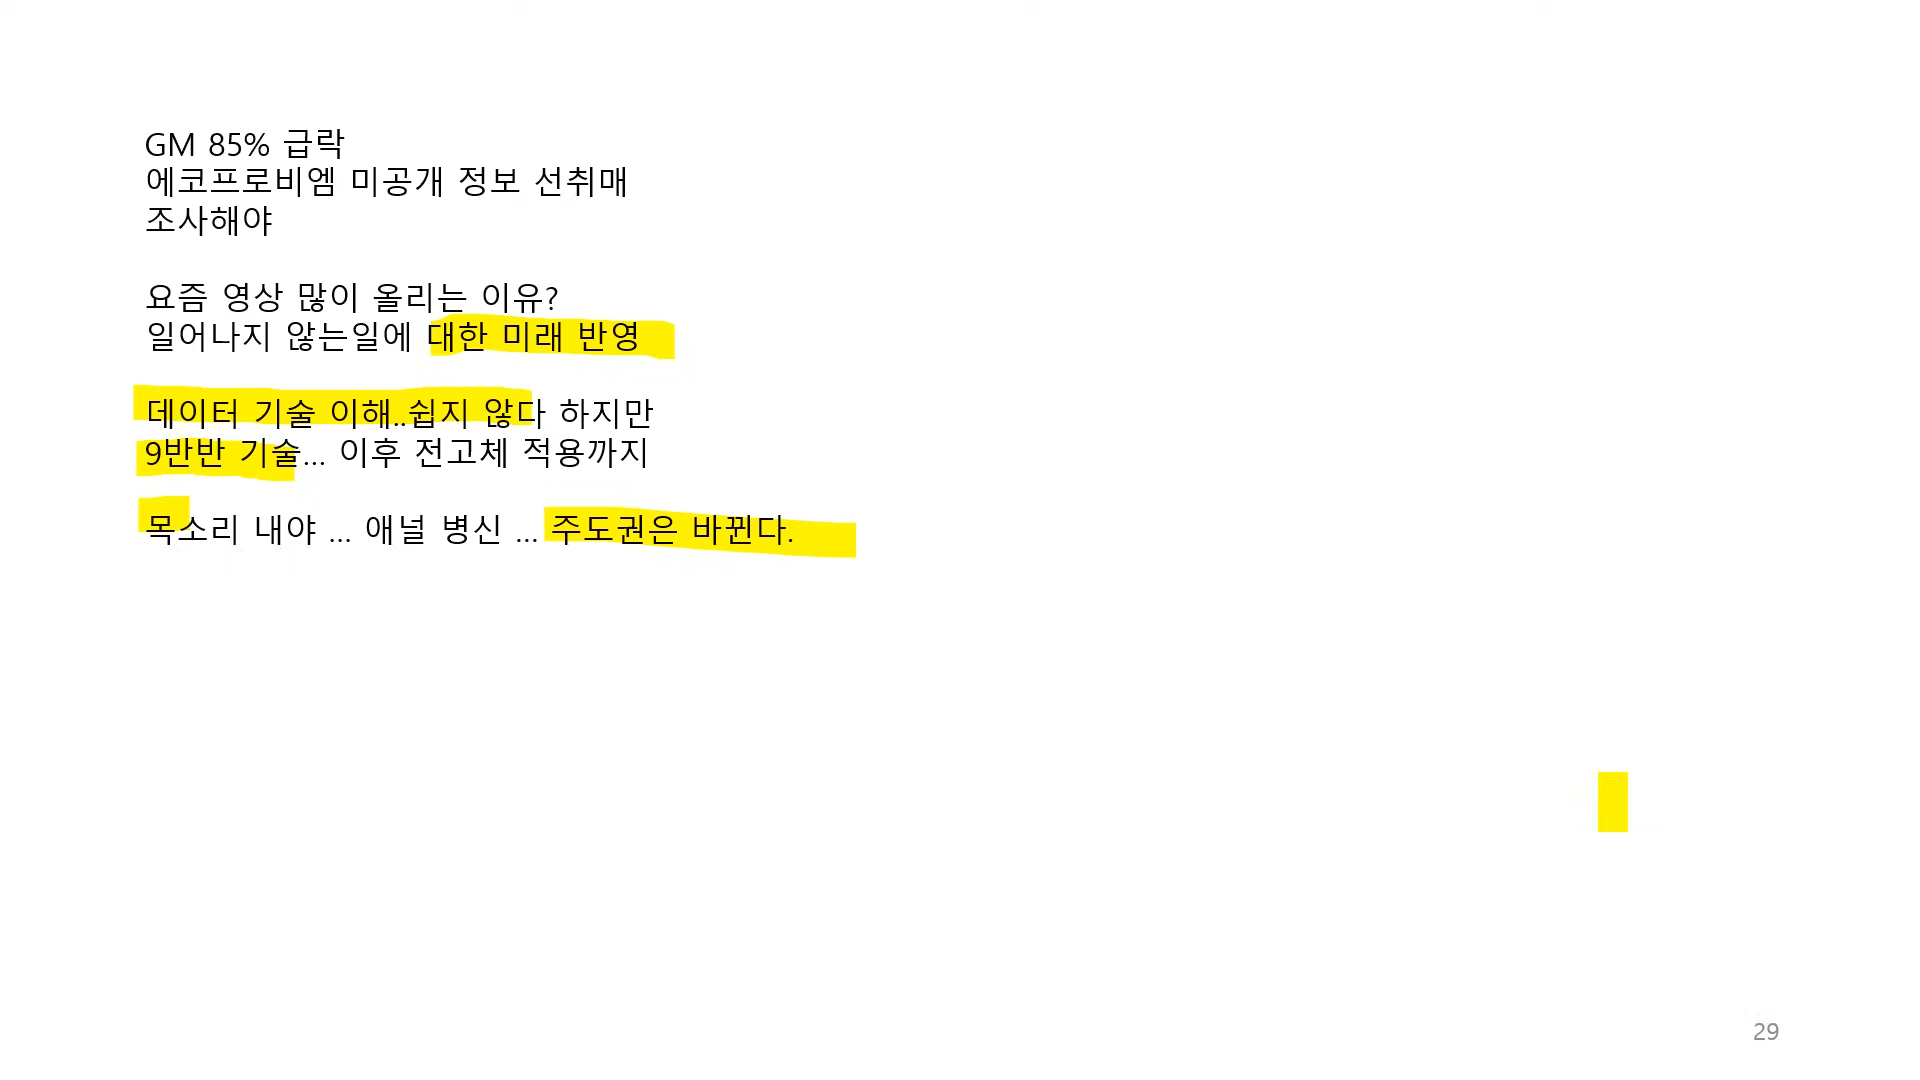 GM 85% 급락
에코프로비엠 미공개 정보 선취매
조사해야
요즘 영상 많이 올리는 이유?
일어나지 않는일에 대한 미래 반영
데이터 기술 이해..쉽지 않다 하지만
9반반 기술... 이후 전고체 적용까지
목소리 내야 ... 애널 병신 ... 주도권은 바뀐다.
29